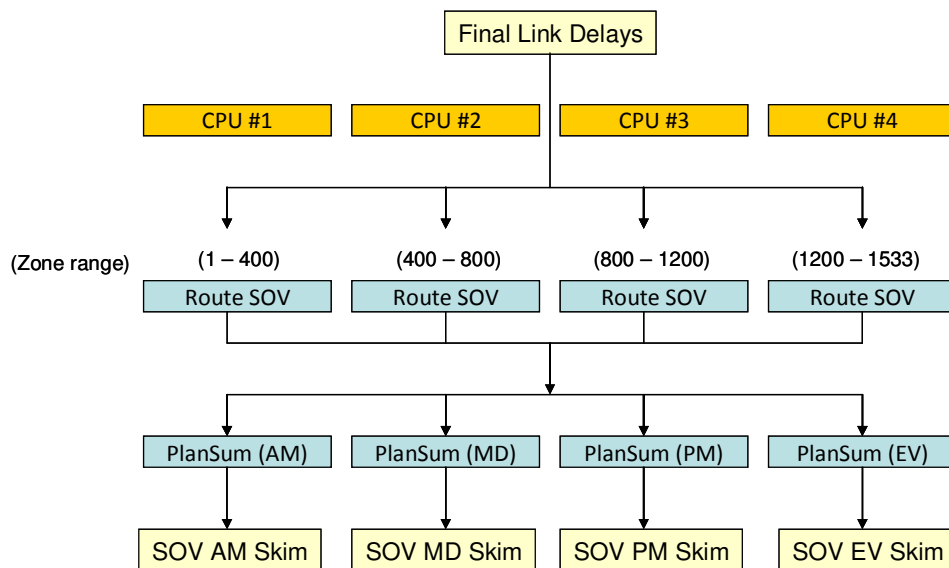 Final Link Delays
CPU #1 CPU #2 CPU #3 CPU #4
(Zone range) (1 – 400) (400 – 800) (800 – 1200) (1200 – 1533)
Route SOV Route SOV Route SOV Route SOV
PlanSum (AM) PlanSum (MD) PlanSum (PM) PlanSum (EV)
SOV AM Skim SOV MD Skim SOV PM Skim SOV EV Skim